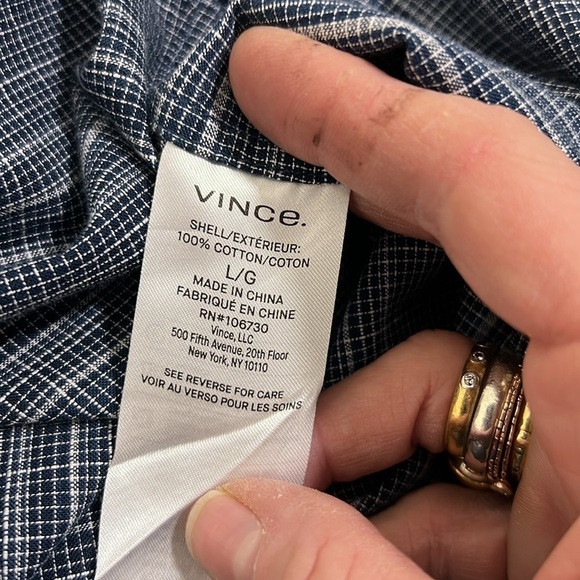 VINCE.
SHELL/EXTÉRIEUR:
100% COTTON/COTON
L/G
MADE IN CHINA
FABRIQUÉ EN CHINE
RN#106730
Vince, LLC
500 Fifth Avenue, 20th Floor
New York, NY 10110
SEE REVERSE FOR CARE
VOIR AU VERSO POUR LES SOINS